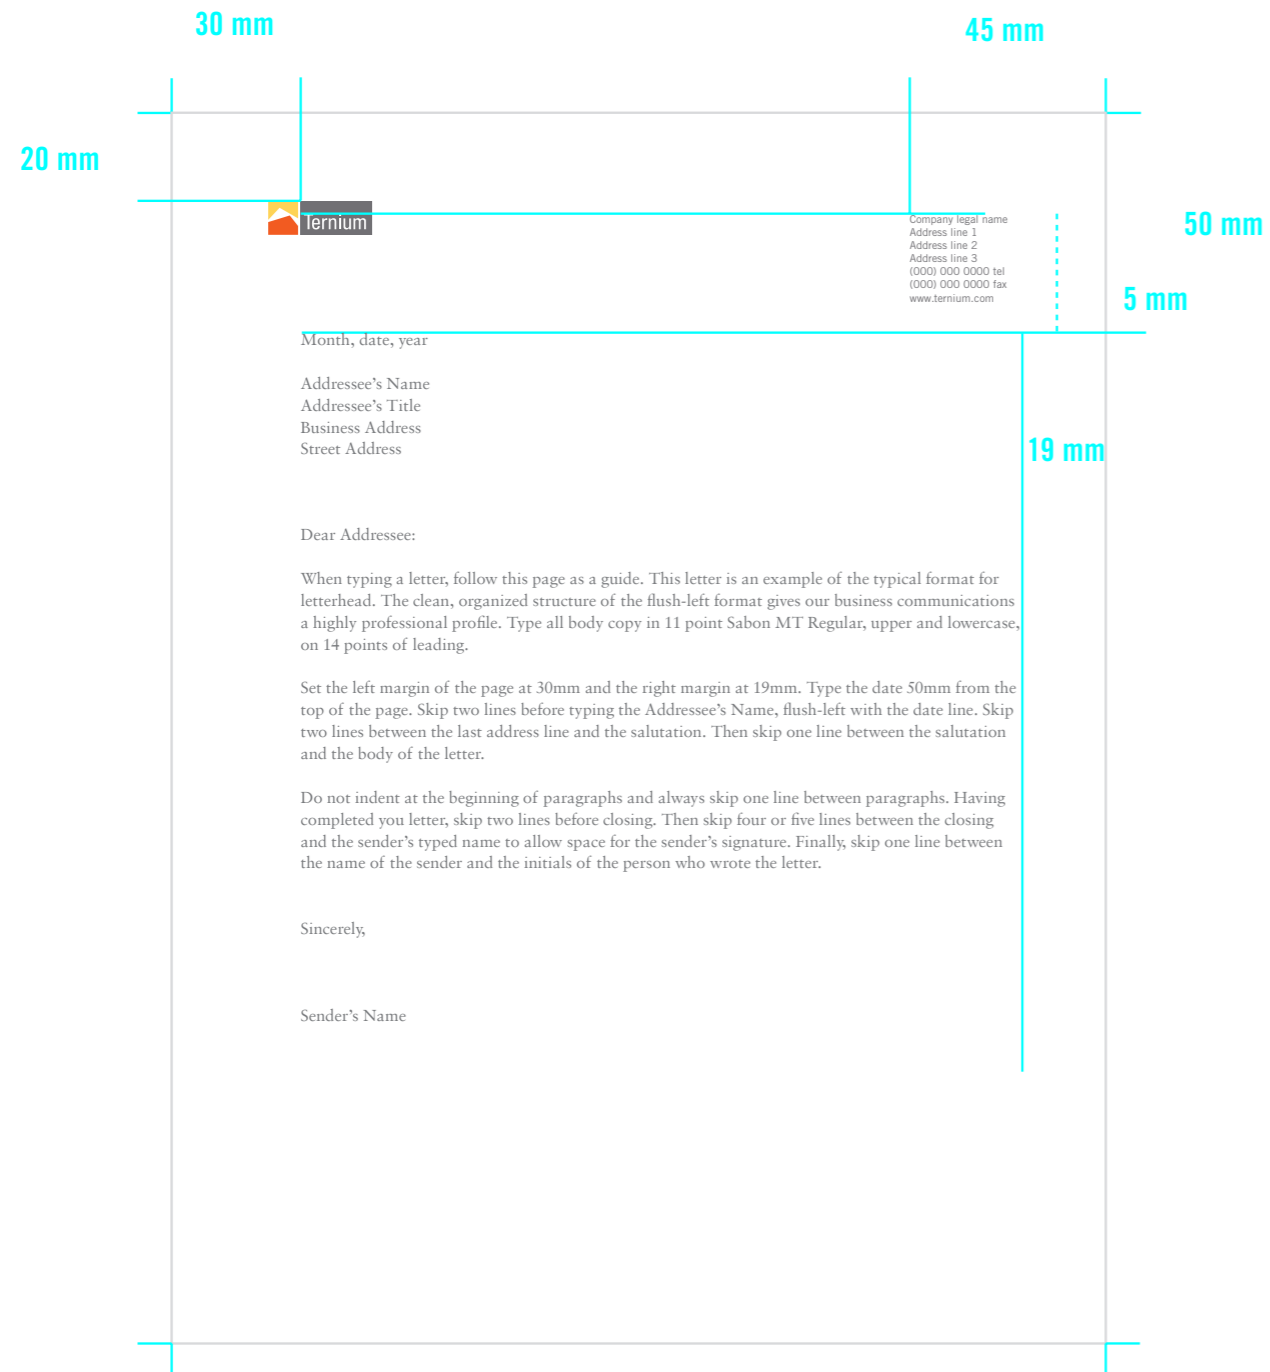 30 mm
45 mm
20 mm
Ternium
Company legal name
Address line 1
Address line 2
Address line 3
(000) 000 0000 tel
(000) 000 0000 fax
www.ternium.com
50 mm
5 mm
Month, date, year
Addressee’s Name
Addressee’s Title
Business Address
Street Address
19 mm
Dear Addressee:
When typing a letter, follow this page as a guide. This letter is an example of the typical format for
letterhead. The clean, organized structure of the flush-left format gives our business communications
a highly professional profile. Type all body copy in 11 point Sabon MT Regular, upper and lowercase,
on 14 points of leading.
Set the left margin of the page at 30mm and the right margin at 19mm. Type the date 50mm from the
top of the page. Skip two lines before typing the Addressee’s Name, flush-left with the date line. Skip
two lines between the last address line and the salutation. Then skip one line between the salutation
and the body of the letter.
Do not indent at the beginning of paragraphs and always skip one line between paragraphs. Having
completed you letter, skip two lines before closing. Then skip four or five lines between the closing
and the sender’s typed name to allow space for the sender’s signature. Finally, skip one line between
the name of the sender and the initials of the person who wrote the letter.
Sincerely,
Sender’s Name